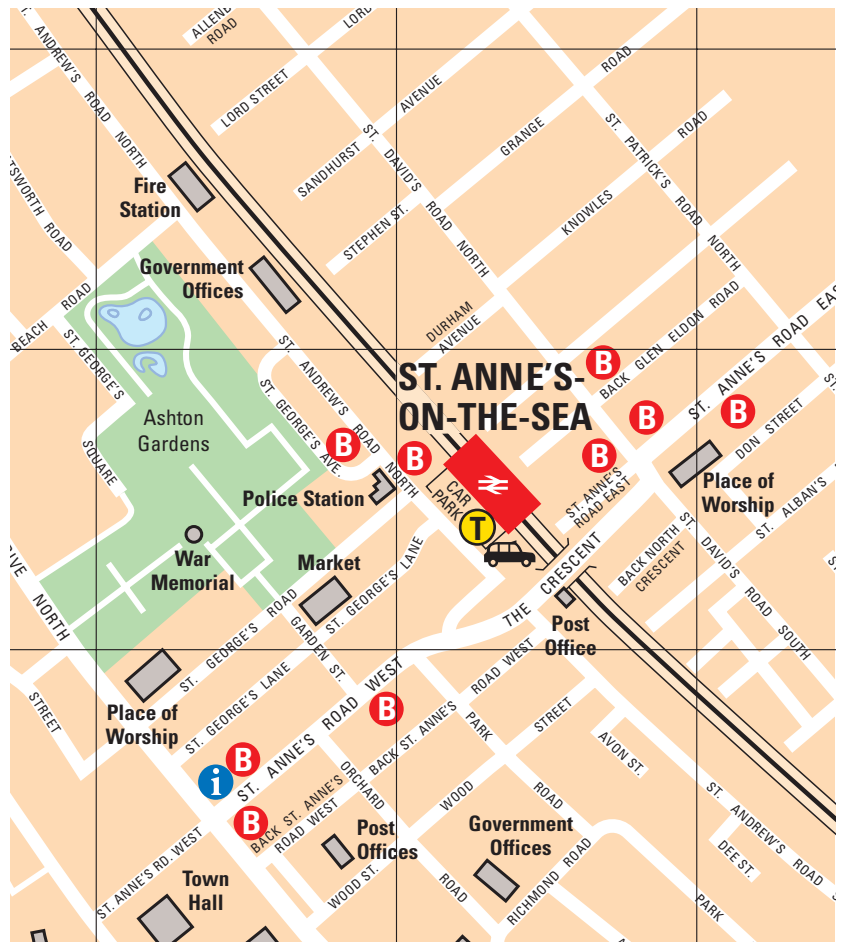 ALLEN
ROAD
LORD
ST. ANDREW'S ROAD NORTH
LORD STREET
SANDHURST AVENUE
GRANGE ROAD
STEPHEN ST.
ST. DAVID'S ROAD NORTH
ST. PATRICK'S ROAD NORTH
KNOWLES ROAD
TSWORTH ROAD
Fire
Station
Government
Offices
BEACH ROAD
ST. GEORGE'S
SQUARE
DURHAM
AVENUE
BACK GLEN ELDON ROAD
ST. ANNE'S ROAD EAS
ST.
DON STREET
ST. ALBAN'S
ST.
ST. ANNE'S-
ON-THE-SEA
Ashton
Gardens
ST. GEORGE'S AVE.
ST. ANDREW'S ROAD NORTH
B
B
B
B
B
B
Police Station
CAR
PARK
T
ST. ANNE'S
ROAD EAST
Place of
Worship
War
Memorial
Market
ST. GEORGE'S LANE
THE CRESCENT
BACK NORTH
CRESCENT
ST. DAVID'S ROAD SOUTH
Post
Office
RIVE NORTH
ST. GEORGE'S ROAD
GARDEN ST.
STREET
Place of
Worship
ST. GEORGE'S LANE
ST. ANNE'S ROAD WEST
B
B
B
i
BACK ST. ANNE'S ROAD WEST
PARK ROAD
WOOD STREET
AVON ST.
ST. ANDREW'S ROAD S
DEE ST.
ORCHARD ROAD
BACK ST. ANNE'S
ROAD WEST
ST. ANNE'S RD. WEST
Post
Offices
WOOD ST.
Government
Offices
RICHMOND ROAD
PARK
Town
Hall